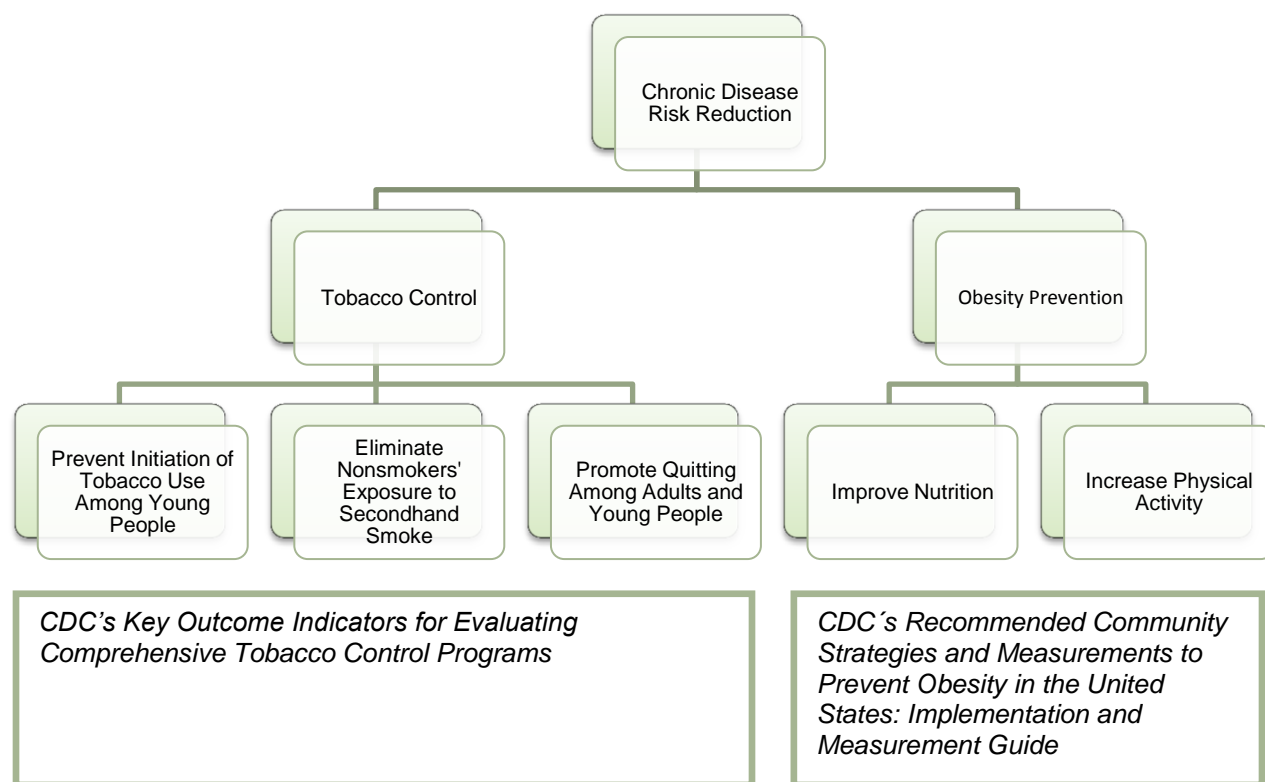 Chronic Disease
Risk Reduction
Tobacco Control
Obesity Prevention
Prevent Initiation of
Tobacco Use
Among Young
People
Eliminate
Nonsmokers'
Exposure to
Secondhand
Smoke
Promote Quitting
Among Adults and
Young People
Improve Nutrition
Increase Physical
Activity
CDC’s Key Outcome Indicators for Evaluating
Comprehensive Tobacco Control Programs
CDC´s Recommended Community
Strategies and Measurements to
Prevent Obesity in the United
States: Implementation and
Measurement Guide